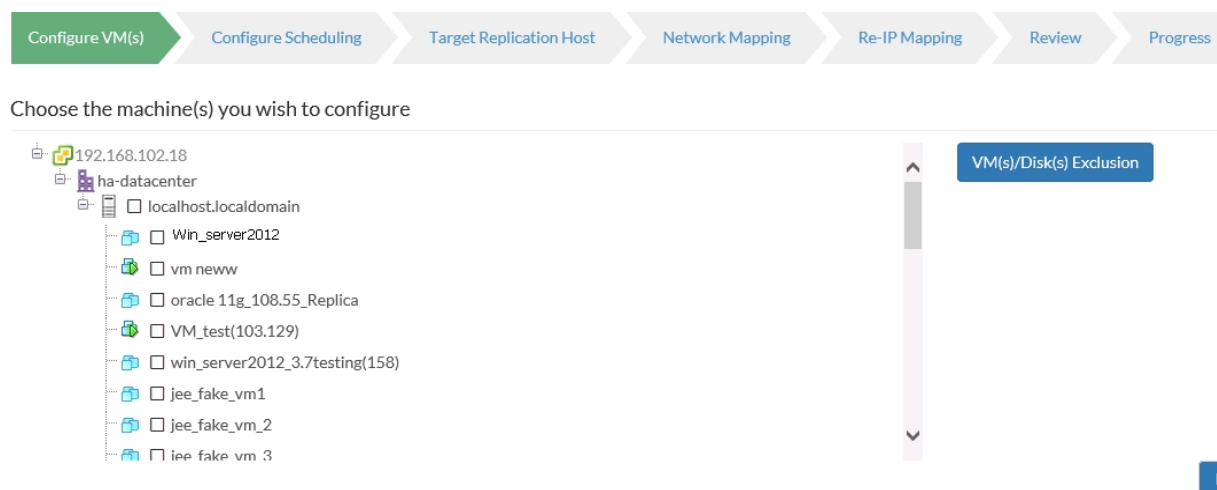 Configure VM(s) Configure Scheduling Target Replication Host Network Mapping Re-IP Mapping Review Progress
Choose the machine(s) you wish to configure
192.168.102.18
VM(s)/Disk(s) Exclusion
ha-datacenter
localhost.localdomain
Win_server2012
vm neww
oracle 11g_108.55_Replica
VM_test(103.129)
win_server2012_3.7testing(158)
jee_fake_vm1
jee_fake_vm_2
jee_fake_vm_3